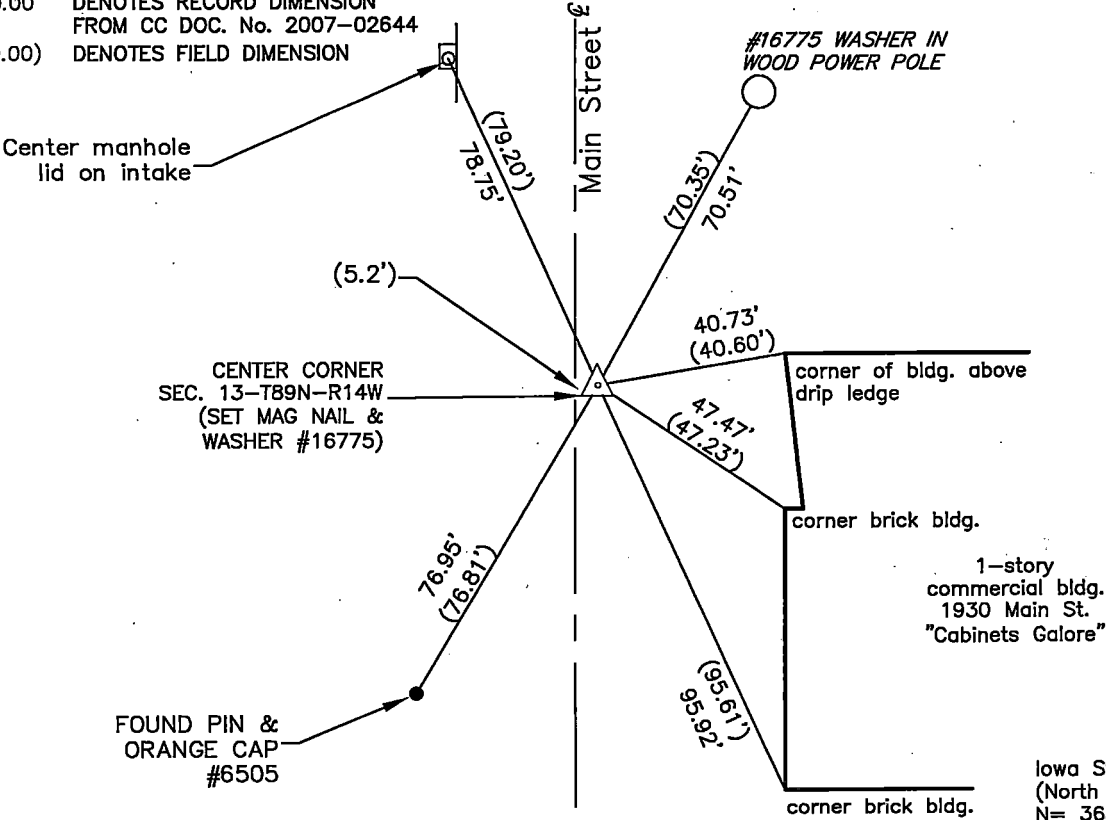 DENOTES RECORD DIMENSION
FROM CC DOC. No. 2007-02644
.00) DENOTES FIELD DIMENSION
Main Street
#16775 WASHER IN
WOOD POWER POLE
Center manhole
lid on intake
(79.20')
78.75'
(70.35')
70.51'
(5.2')
40.73'
(40.60')
CENTER CORNER
SEC. 13-T89N-R14W
(SET MAG NAIL &
WASHER #16775)
corner of bldg. above
drip ledge
47.47'
(47.23')
corner brick bldg.
76.95'
(76.81')
1-story
commercial bldg.
1930 Main St.
"Cabinets Galore"
(95.61')
95.92'
FOUND PIN &
ORANGE CAP
#6505
corner brick bldg.
Iowa S
(North
N= 36